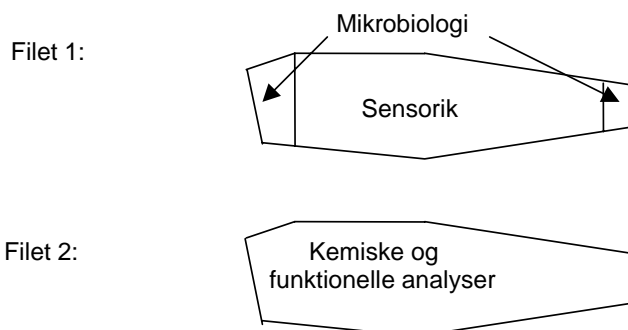 Mikrobiologi
Filet 1:
Sensorik
Filet 2:
Kemiske og
funktionelle analyser